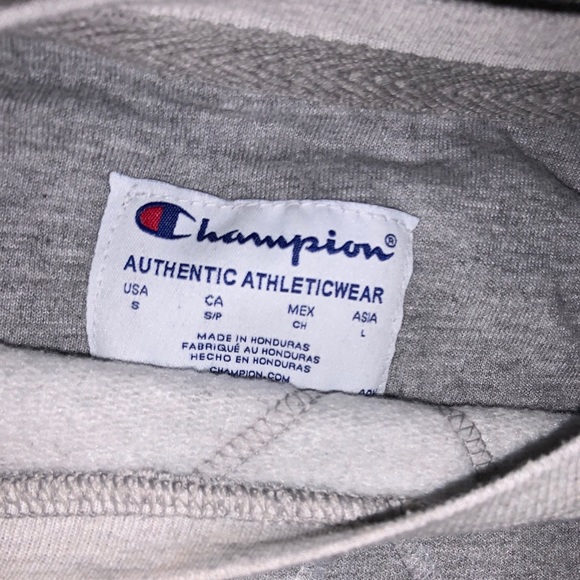 Champion®
AUTHENTIC ATHLETICWEAR
USA CA MEX ASIA
S S/P CH L
MADE IN HONDURAS
FABRIQUÉ AU HONDURAS
HECHO EN HONDURAS
CHAMPION.COM